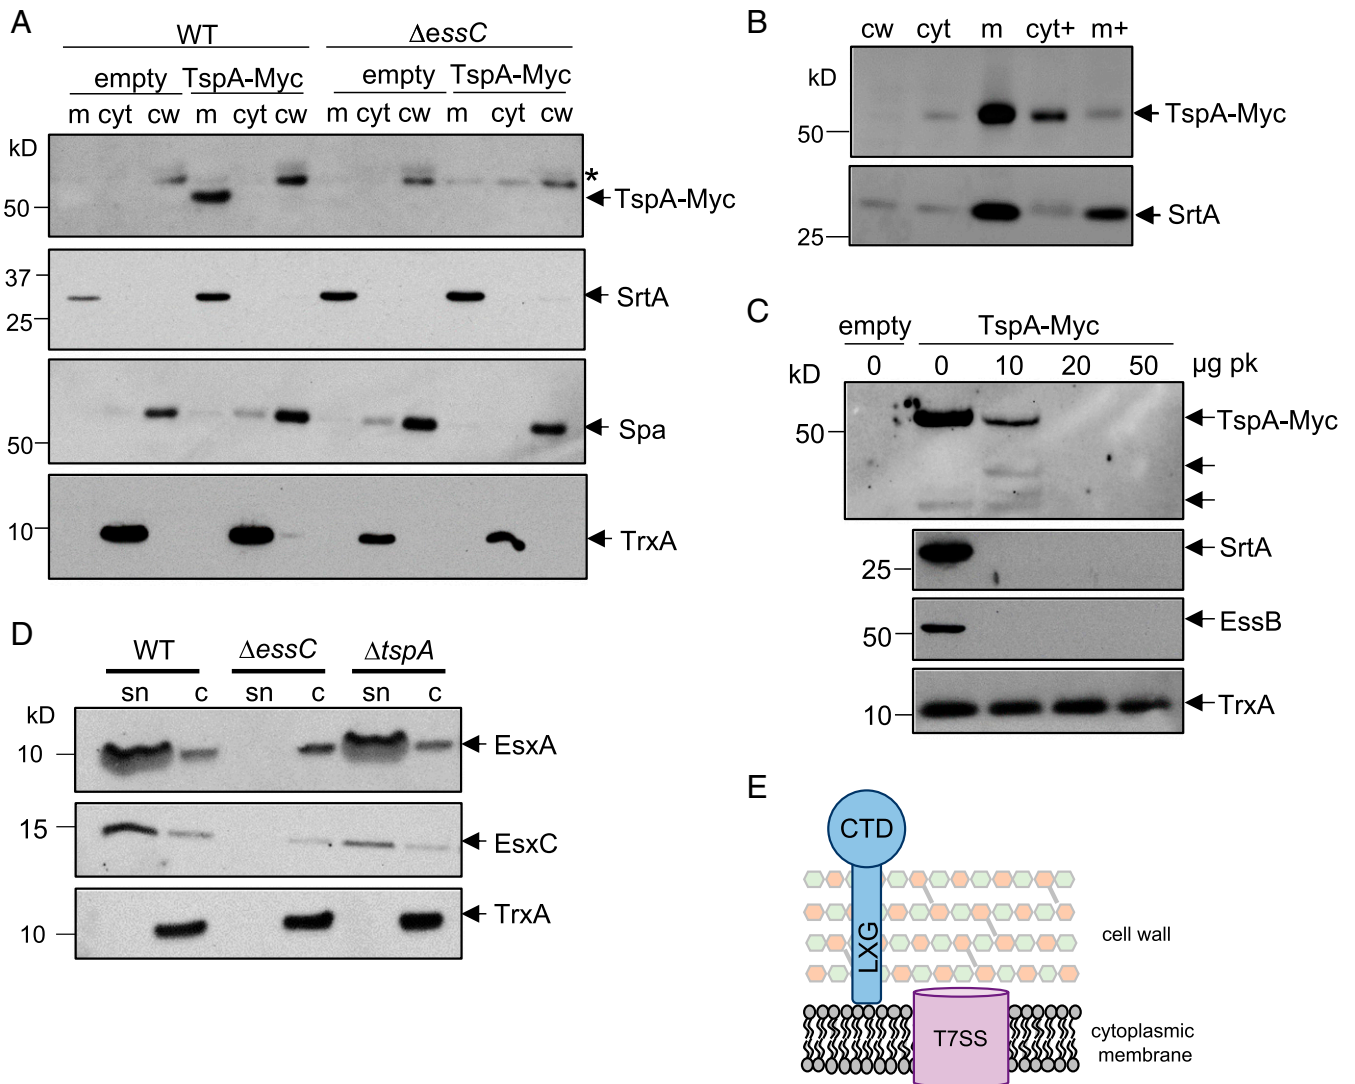 A
WT ΔessC
empty TspA-Myc empty TspA-Myc
m cyt cw m cyt cw m cyt cw m cyt cw
kD
*
50 TspA-Myc
37
SrtA
25
Spa
50
10 TrxA
B
cw cyt m cyt+ m+
kD
TspA-Myc
50
SrtA
25
C
empty TspA-Myc
0 0 10 20 50 µg pk
kD
50 TspA-Myc
SrtA
25
EssB
50
TrxA
10
D
WT ΔessC ΔtspA
sn c sn c sn c
kD
10 EsxA
15
EsxC
TrxA
10
E
CTD
LXG
cell wall
T7SS
cytoplasmic
membrane